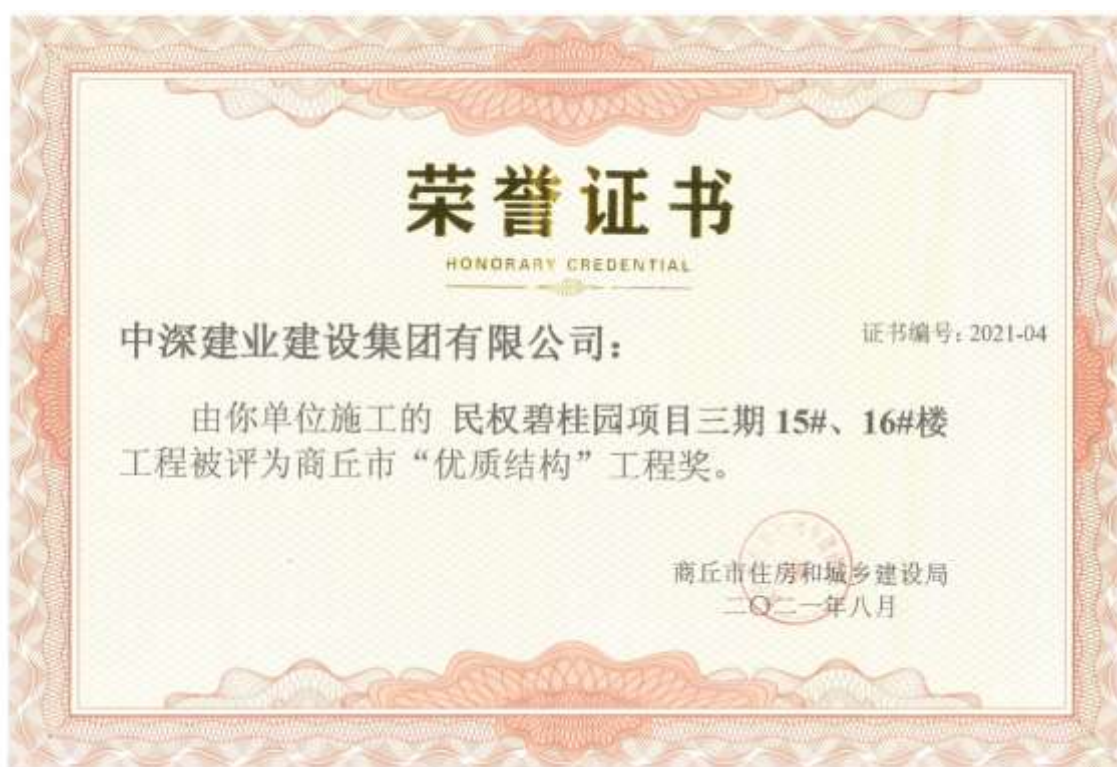 荣誉证书
HONORARY CREDENTIAL
中深建业建设集团有限公司:
证书编号: 2021-04
由你单位施工的 民权碧桂园项目三期 15#、16#楼
工程被评为商丘市“优质结构”工程奖。
商丘市住房和城乡建设局
二〇二一年八月